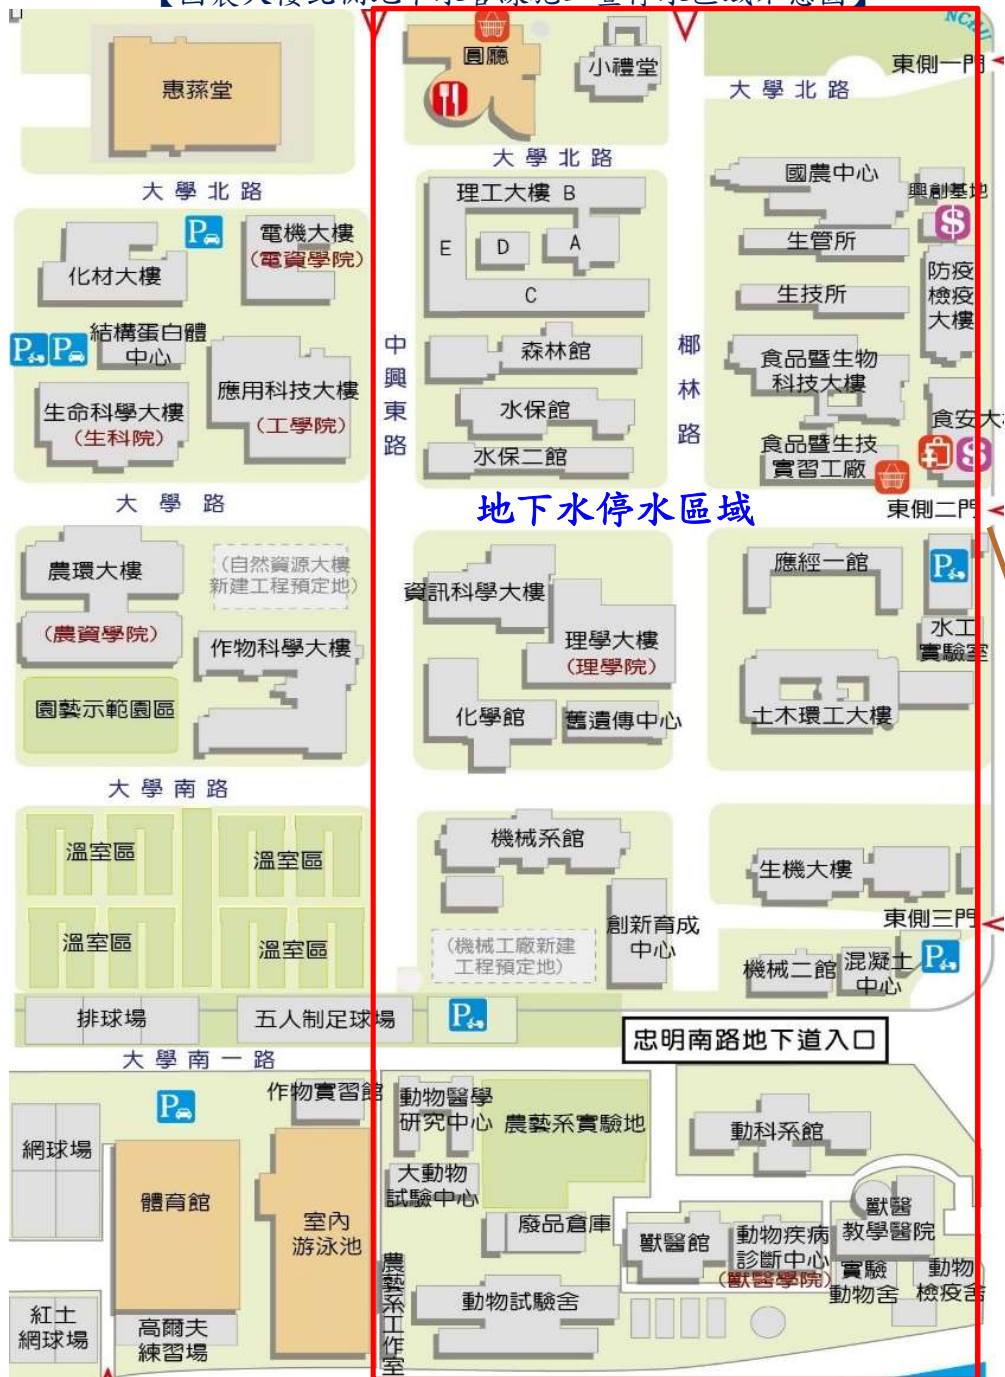 NCHU
圓廳
小禮堂
東側一門
惠蓀堂
大學北路
大學北路
大學北路
理工大樓 B
國農中心
興創基地
$
P
電機大樓
(電資學院)
E
D
A
生管所
化材大樓
C
生技所
防疫
檢疫
大樓
P
P
結構蛋白體
中心
中興東路
森林館
椰林路
食品暨生物
科技大樓
應用科技大樓
(工學院)
生命科學大樓
(生科院)
水保館
食安大
水保二館
食品暨生技
實習工廠
$
大學路
地下水停水區域
東側二門
農環大樓
(農資學院)
(自然資源大樓
新建工程預定地)
資訊科學大樓
應經一館
P
作物科學大樓
理學大樓
(理學院)
水工
實驗室
園藝示範園區
化學館
舊遺傳中心
土木環工大樓
大學南路
溫室區
溫室區
機械系館
生機大樓
溫室區
溫室區
(機械工廠新建
工程預定地)
創新育成
中心
東側三門
機械二館
混凝土
中心
P
排球場
五人制足球場
P
忠明南路地下道入口
大學南一路
P
作物實習館
動物醫學
研究中心
農藝系實驗地
動科系館
網球場
大動物
試驗中心
體育館
室內
游泳池
廢品倉庫
獸醫館
動物疾病
診斷中心
(獸醫學院)
獸醫
教學醫院
實驗
動物舍
動物
檢疫舍
農藝系工作室
動物試驗舍
紅土
網球場
高爾夫
練習場